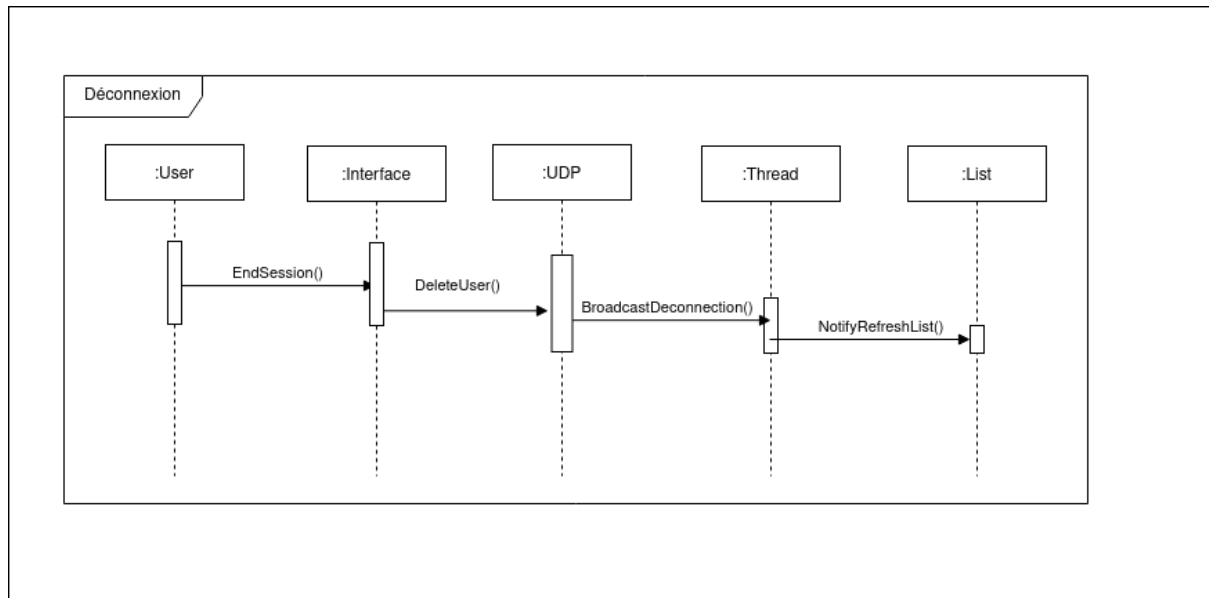 Déconnexion
:User
:Interface
:UDP
:Thread
:List
EndSession()
DeleteUser()
BroadcastDeconnection()
NotifyRefreshList()